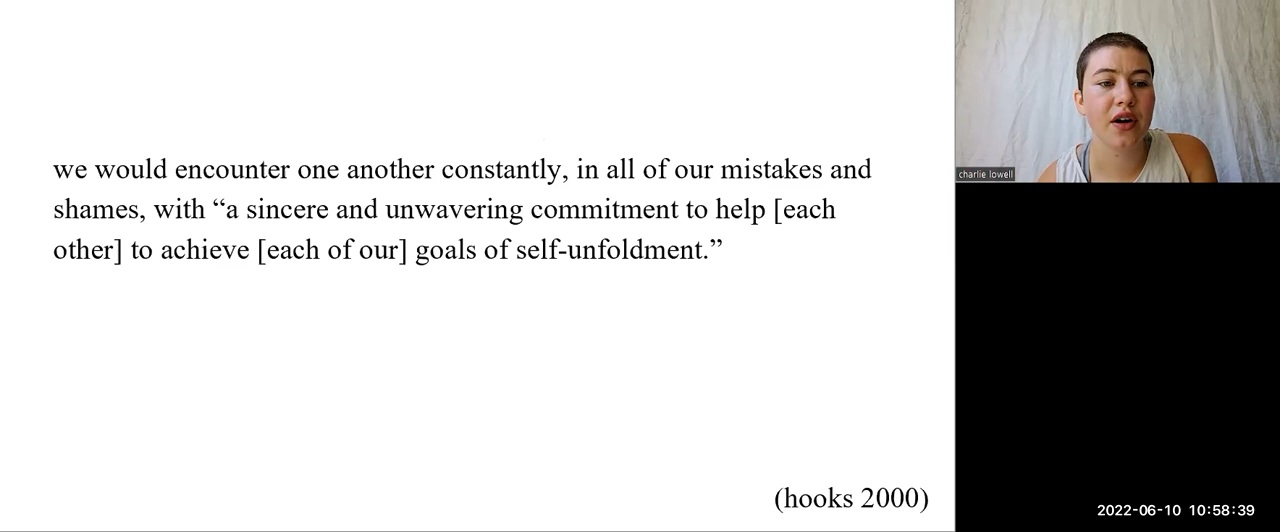 we would encounter one another constantly, in all of our mistakes and
shames, with “a sincere and unwavering commitment to help [each
other] to achieve [each of our] goals of self-unfoldment.”
(hooks 2000)
charlie lowell
2022-06-10 10:58:39